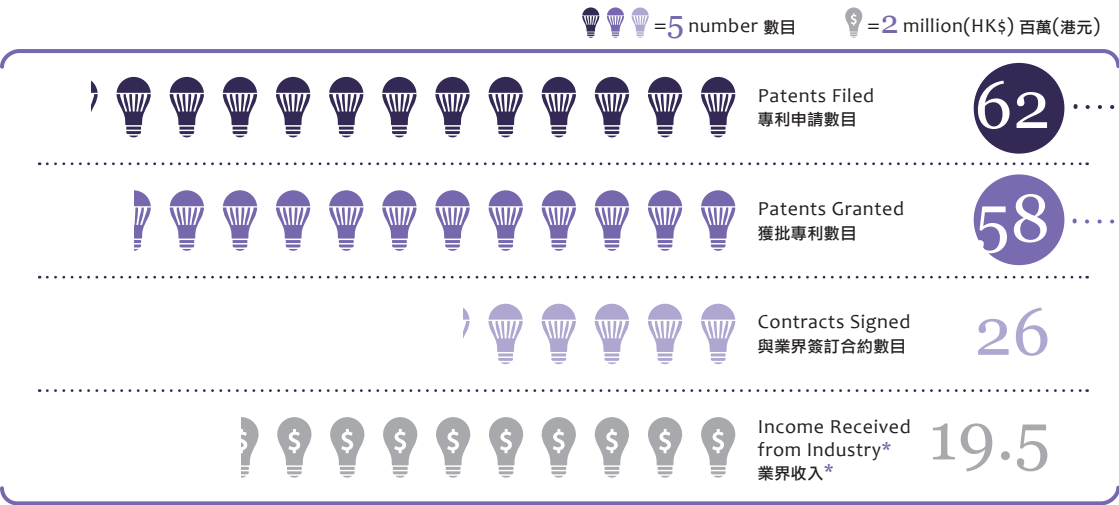 =5 number 數目
$ =2 million(HK$) 百萬(港元)
Patents Filed
專利申請數目
62
Patents Granted
獲批專利數目
58
Contracts Signed
與業界簽訂合約數目
26
$ $ $ $ $ $ $ $ $ $
Income Received
from Industry*
業界收入*
19.5